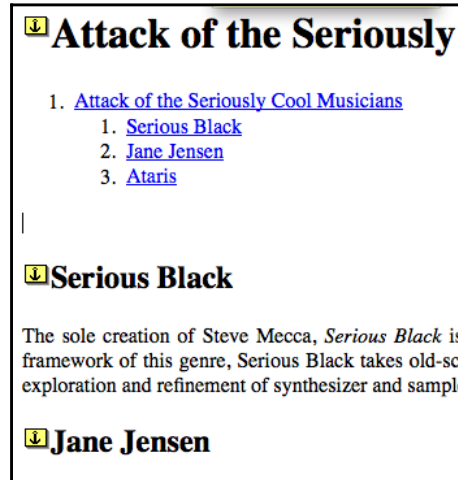 Attack of the Seriously
1. Attack of the Seriously Cool Musicians
1. Serious Black
2. Jane Jensen
3. Ataris
Serious Black
The sole creation of Steve Mecca, Serious Black is
framework of this genre, Serious Black takes old-sc
exploration and refinement of synthesizer and sampl
Jane Jensen